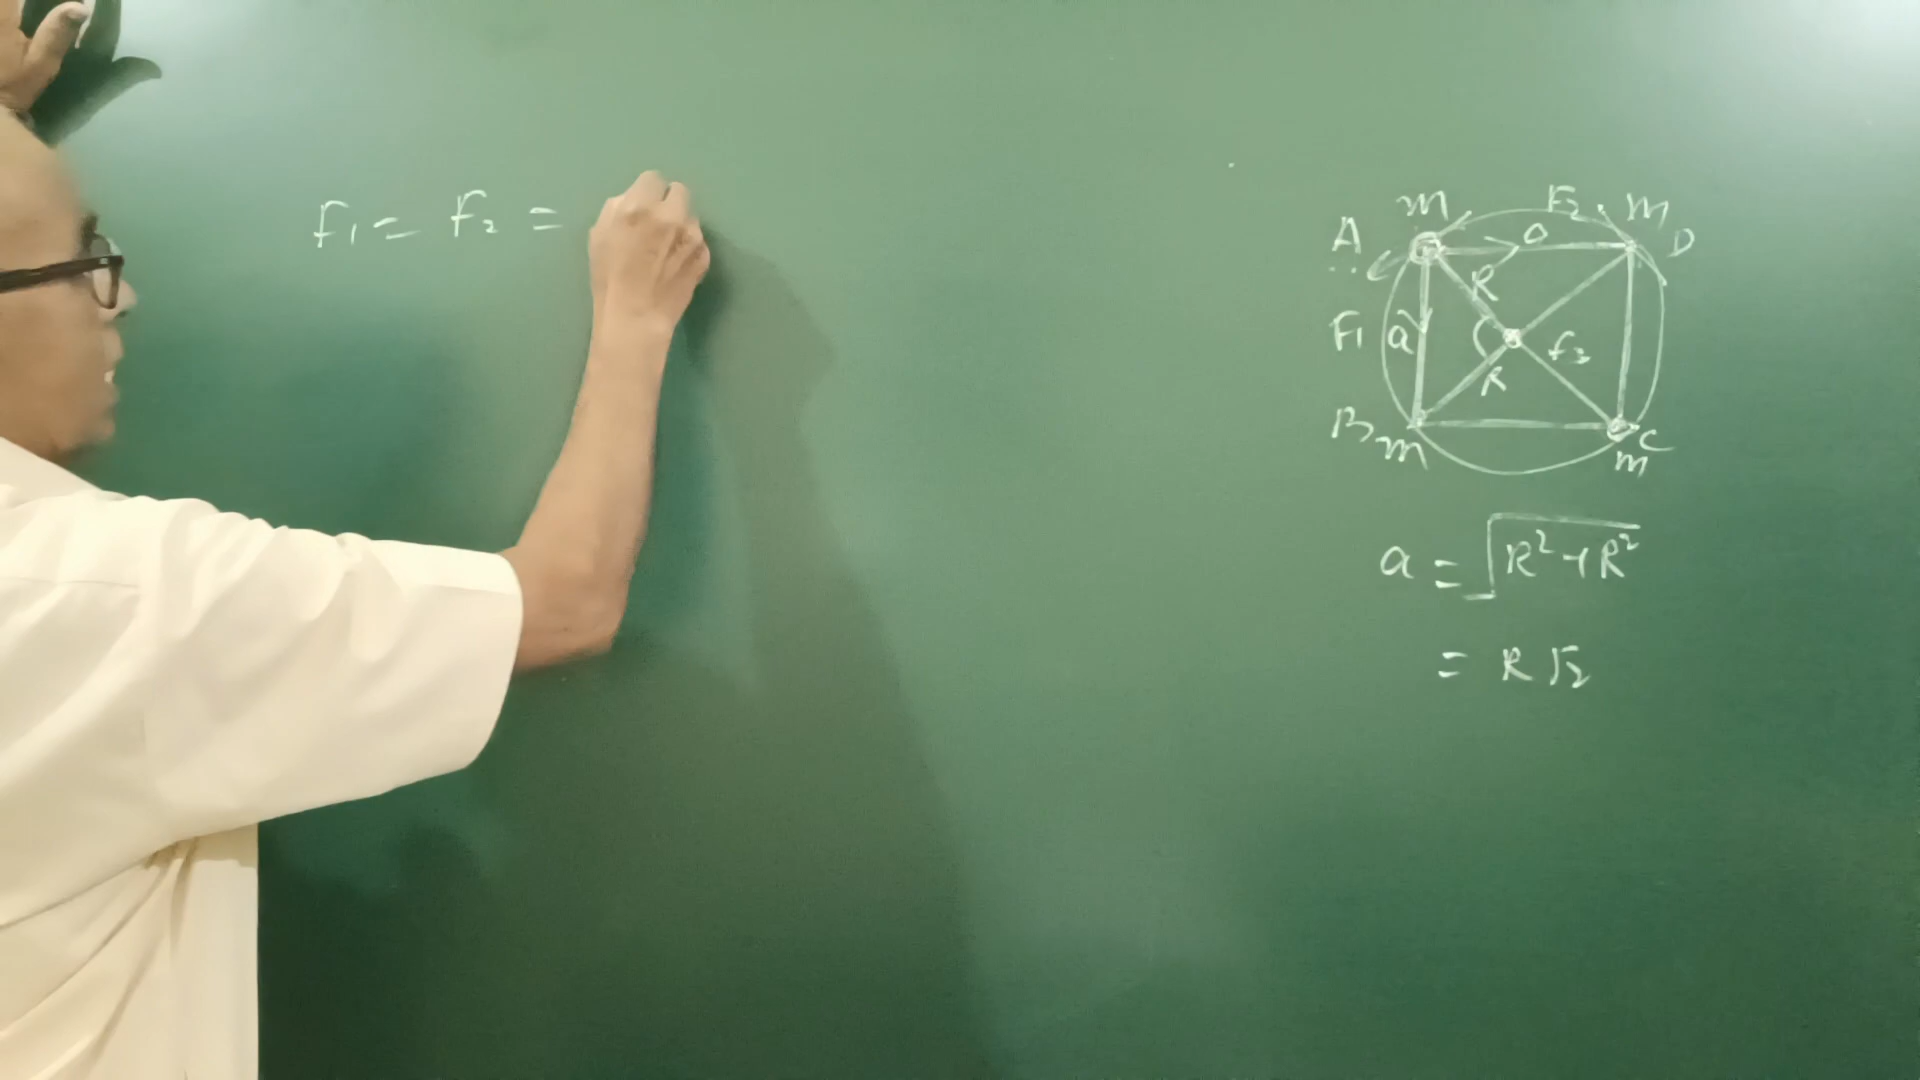 F₁ = F₂ =
m F₂ m
A a D
R
F₁ a F₃
R
B m m C
a = √R² + R²
= R √2